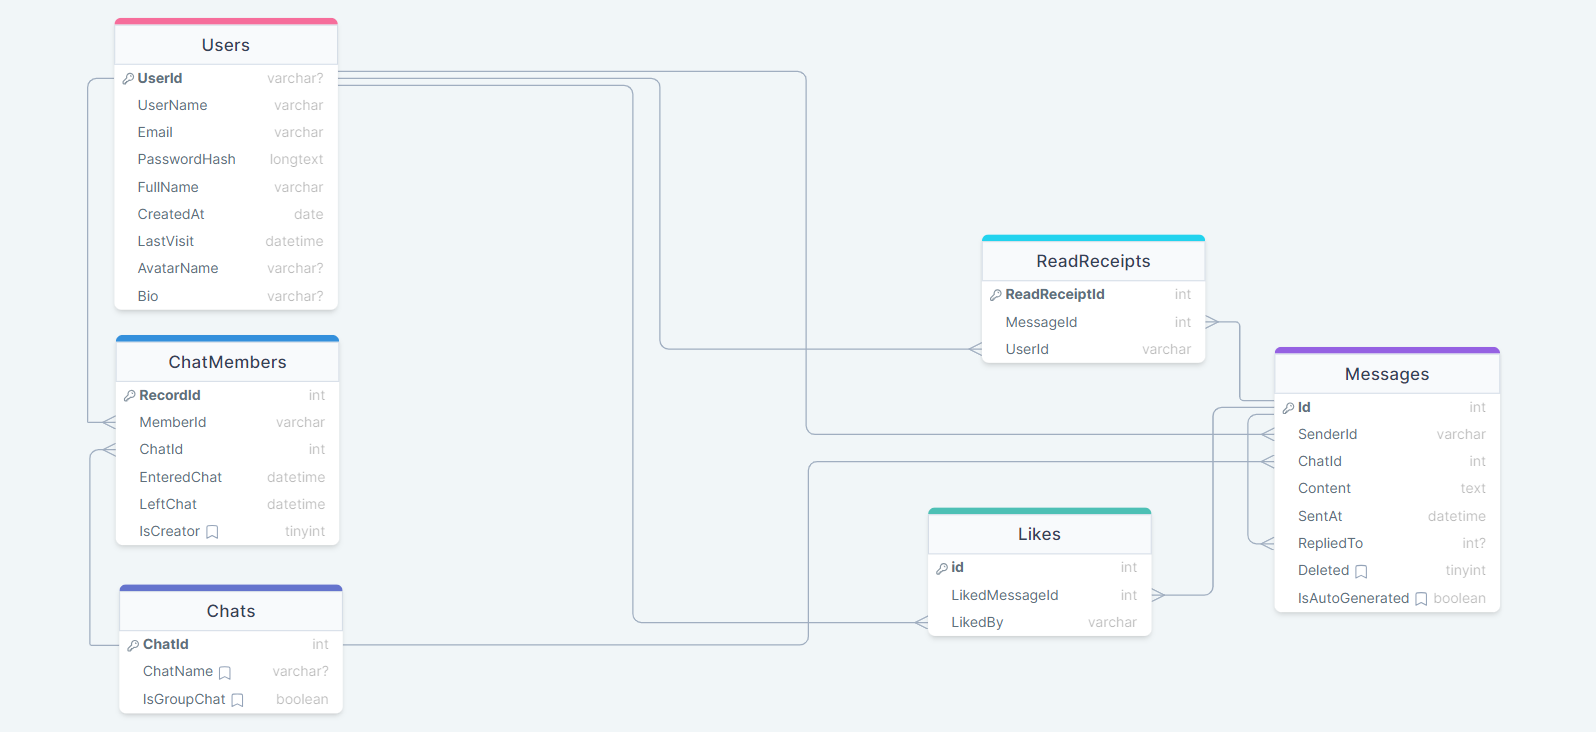 Users
UserId varchar?
UserName varchar
Email varchar
PasswordHash longtext
FullName varchar
CreatedAt date
LastVisit datetime
AvatarName varchar?
Bio varchar?
ChatMembers
RecordId int
MemberId varchar
ChatId int
EnteredChat datetime
LeftChat datetime
IsCreator tinyint
Chats
ChatId int
ChatName varchar?
IsGroupChat boolean
ReadReceipts
ReadReceiptId int
MessageId int
UserId varchar
Likes
id int
LikedMessageId int
LikedBy varchar
Messages
Id int
SenderId varchar
ChatId int
Content text
SentAt datetime
RepliedTo int?
Deleted tinyint
IsAutoGenerated boolean